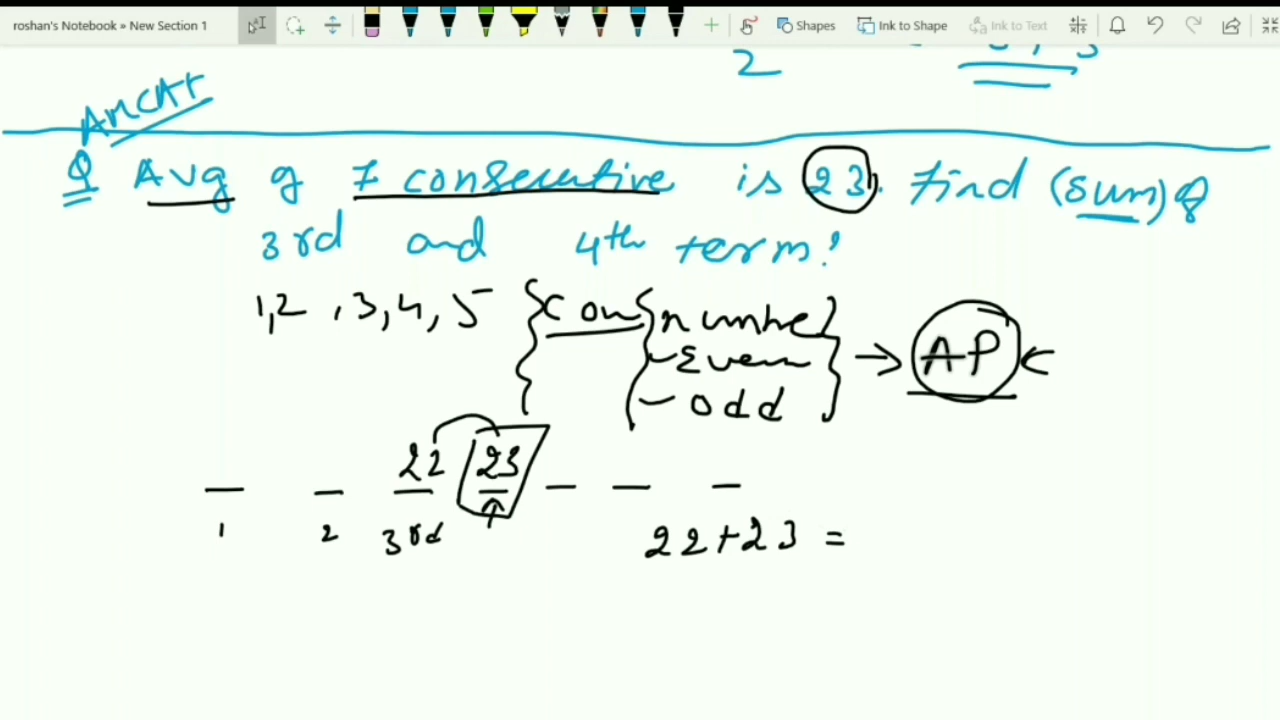 roshan's Notebook » New Section 1
Shapes
Ink to Shape
Ink to Text
2
AMCAT
Q Avg of 7 consecutive is 23. find (sum) of
3rd and 4th term?
1,2 ,3,4,5 { con { number } → AP ←
- Even
- odd
22 23
1 2 3rd
22+23 =